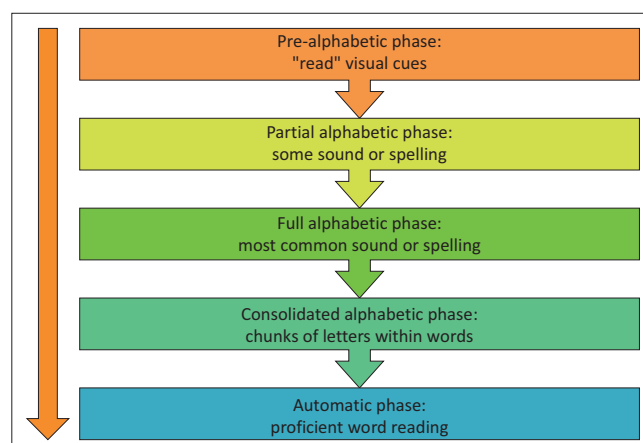 Pre-alphabetic phase:
"read" visual cues
Partial alphabetic phase:
some sound or spelling
Full alphabetic phase:
most common sound or spelling
Consolidated alphabetic phase:
chunks of letters within words
Automatic phase:
proficient word reading